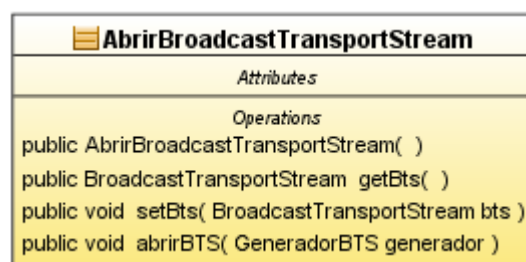 AbrirBroadcastTransportStream
Attributes
Operations
public AbrirBroadcastTransportStream( )
public BroadcastTransportStream getBts( )
public void setBts( BroadcastTransportStream bts )
public void abrirBTS( GeneradorBTS generador )